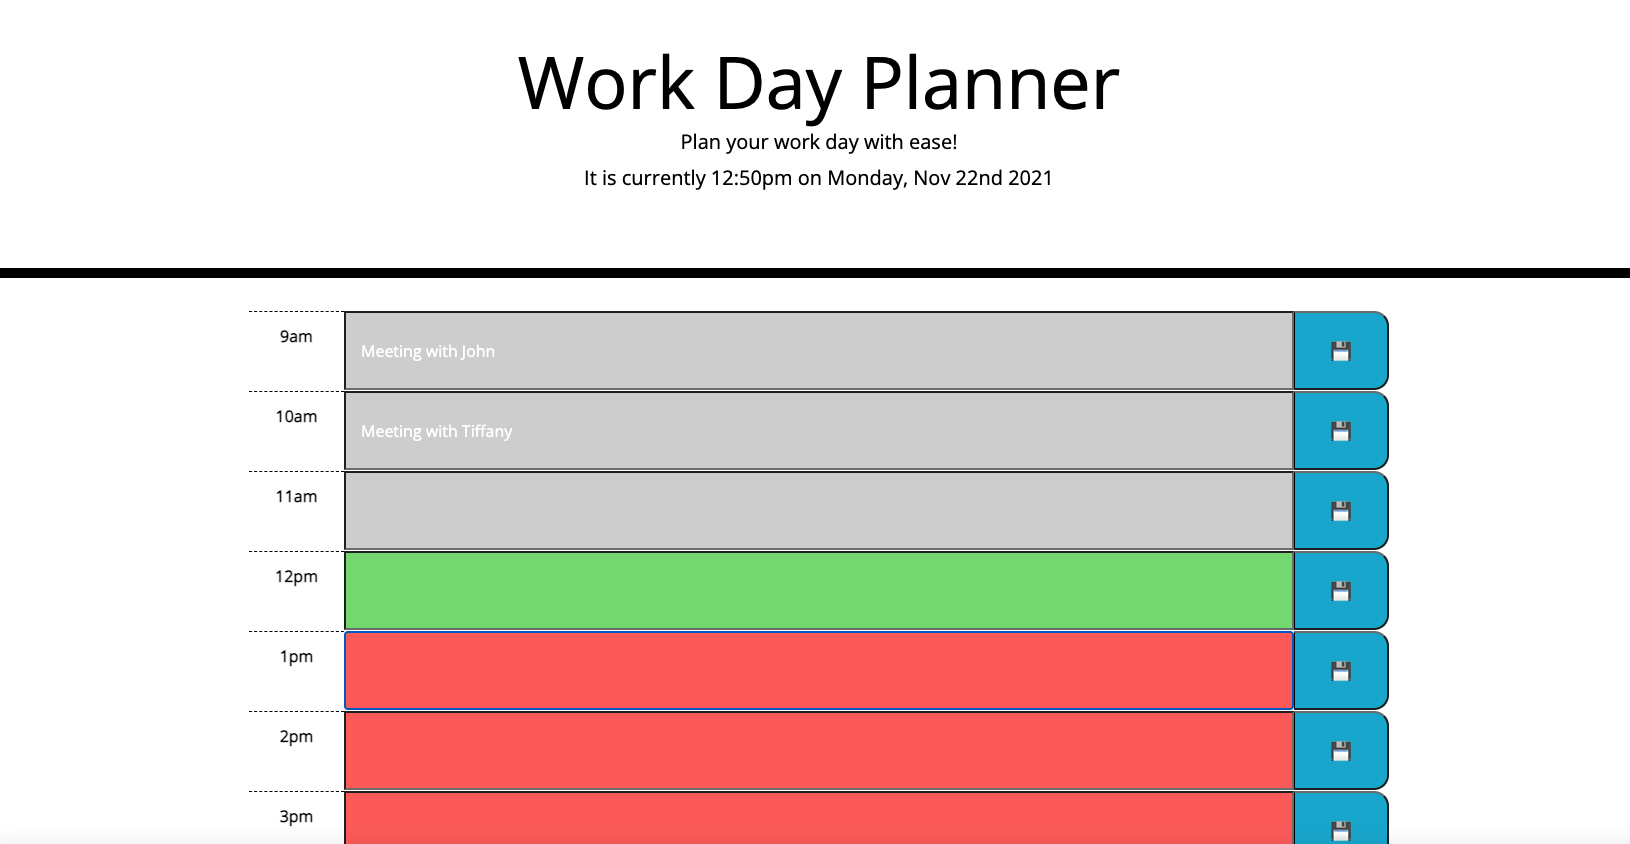 Work Day Planner
Plan your work day with ease!
It is currently 12:50pm on Monday, Nov 22nd 2021
9am
Meeting with John
10am
Meeting with Tiffany
11am
12pm
1pm
2pm
3pm